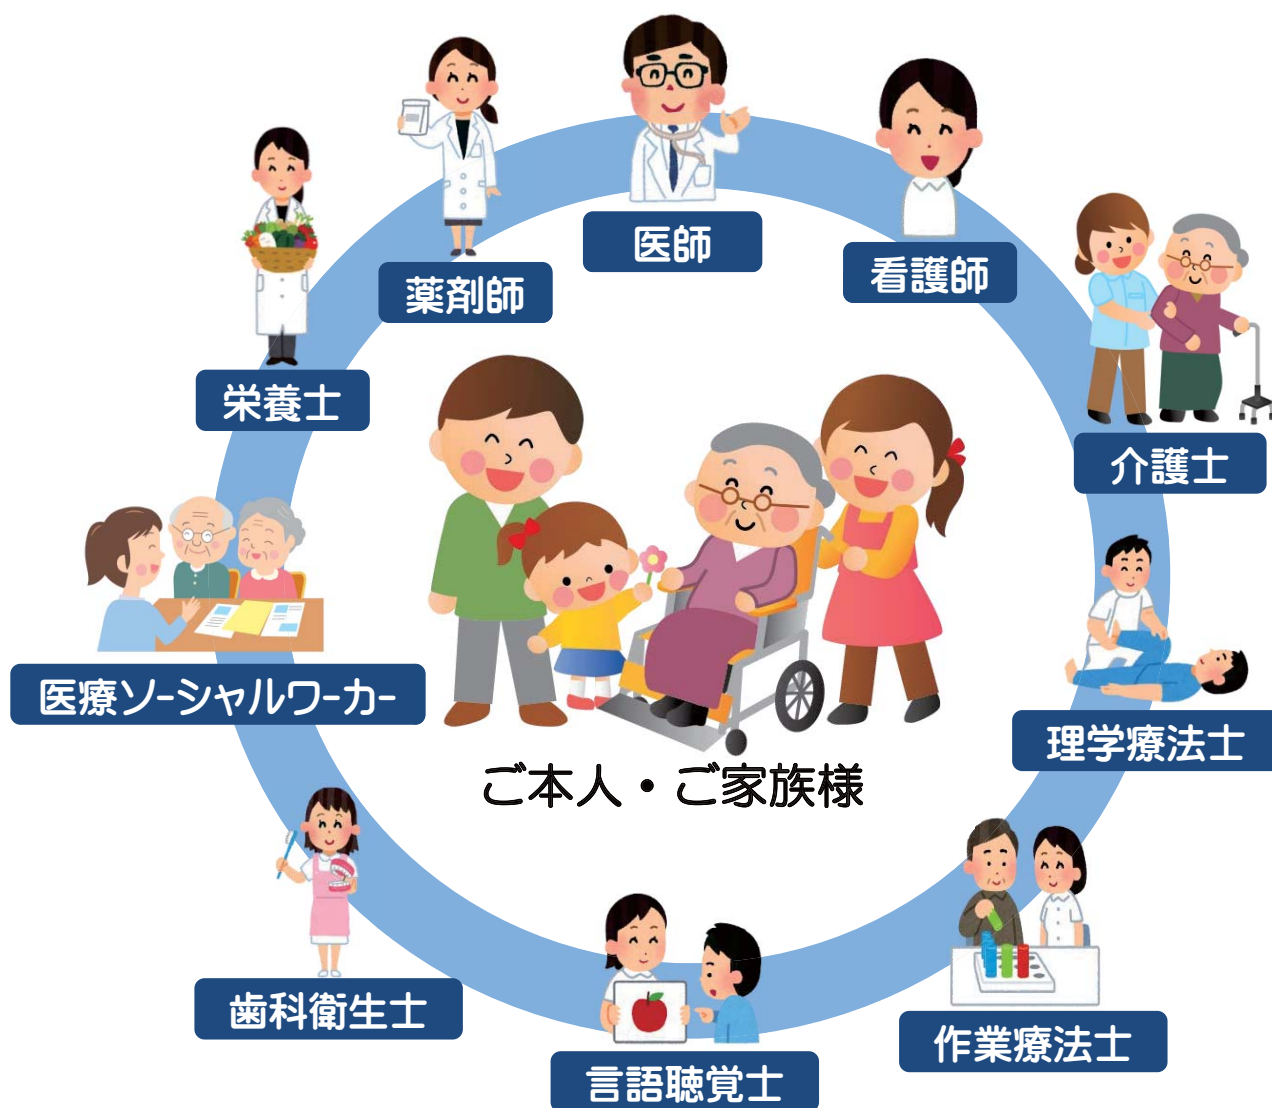 医師
薬剤師
看護師
栄養士
介護士
医療ソーシャルワーカー
理学療法士
ご本人・ご家族様
歯科衛生士
作業療法士
言語聴覚士